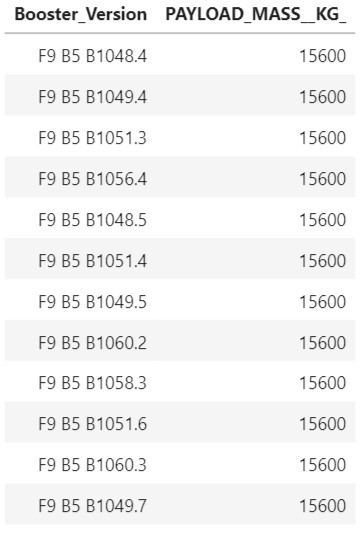 Booster_Version PAYLOAD_MASS__KG_
F9 B5 B1048.4 15600
F9 B5 B1049.4 15600
F9 B5 B1051.3 15600
F9 B5 B1056.4 15600
F9 B5 B1048.5 15600
F9 B5 B1051.4 15600
F9 B5 B1049.5 15600
F9 B5 B1060.2 15600
F9 B5 B1058.3 15600
F9 B5 B1051.6 15600
F9 B5 B1060.3 15600
F9 B5 B1049.7 15600